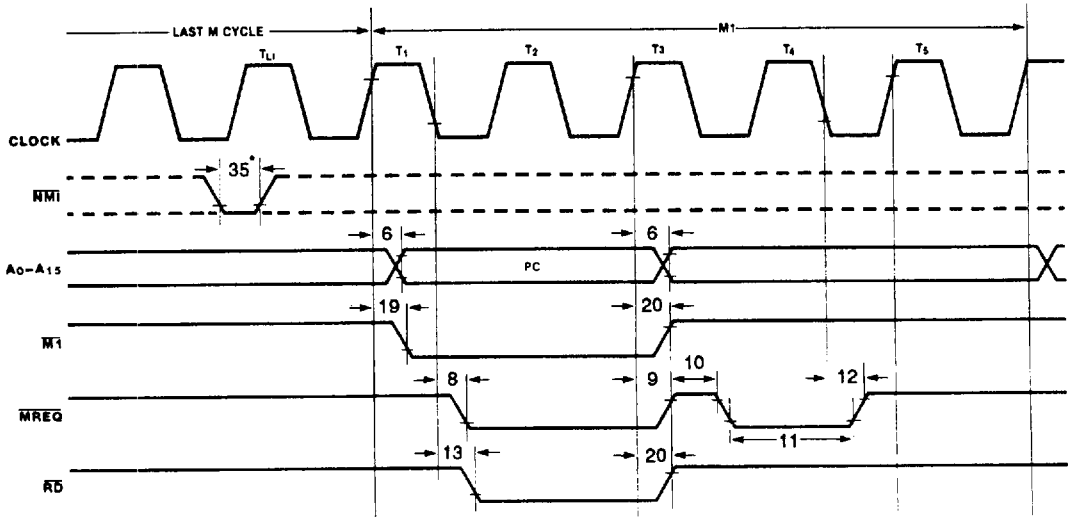 LAST M CYCLE
M1
TL1
T1
T2
T3
T4
T5
CLOCK
35*
NMI
6
6
A0–A15
PC
19
20
M1
10
8
9
12
MREQ
11
13
20
RD